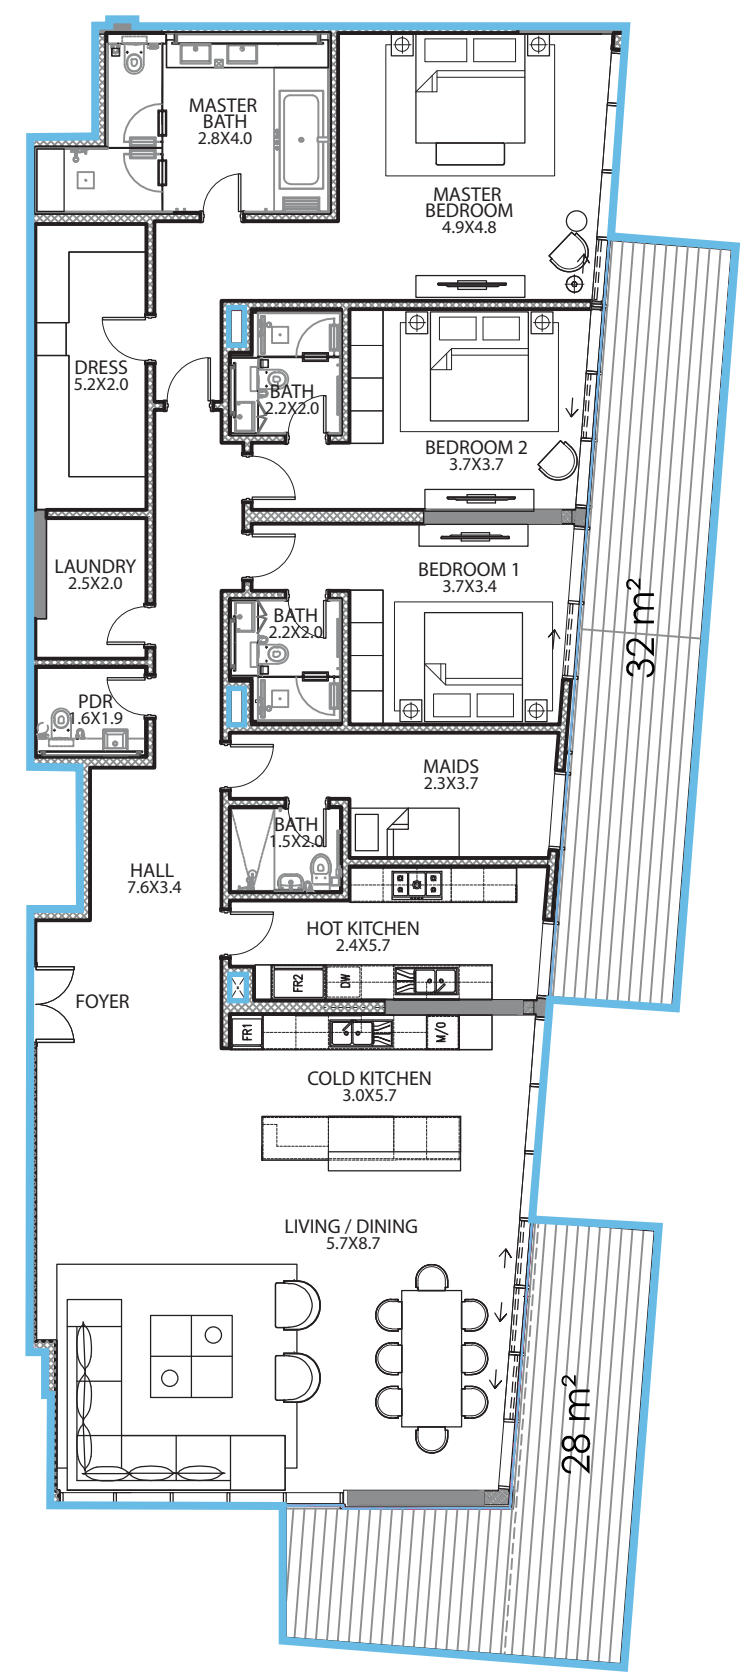 MASTER
BATH
2.8X4.0
MASTER
BEDROOM
4.9X4.8
DRESS
5.2X2.0
BATH
2.2X2.0
BEDROOM 2
3.7X3.7
LAUNDRY
2.5X2.0
BEDROOM 1
3.7X3.4
BATH
2.2X2.0
32 m²
PDR
1.6X1.9
MAIDS
2.3X3.7
BATH
1.5X2.0
HALL
7.6X3.4
HOT KITCHEN
2.4X5.7
FR2
DW
FOYER
FR1
M/O
COLD KITCHEN
3.0X5.7
LIVING / DINING
5.7X8.7
28 m²